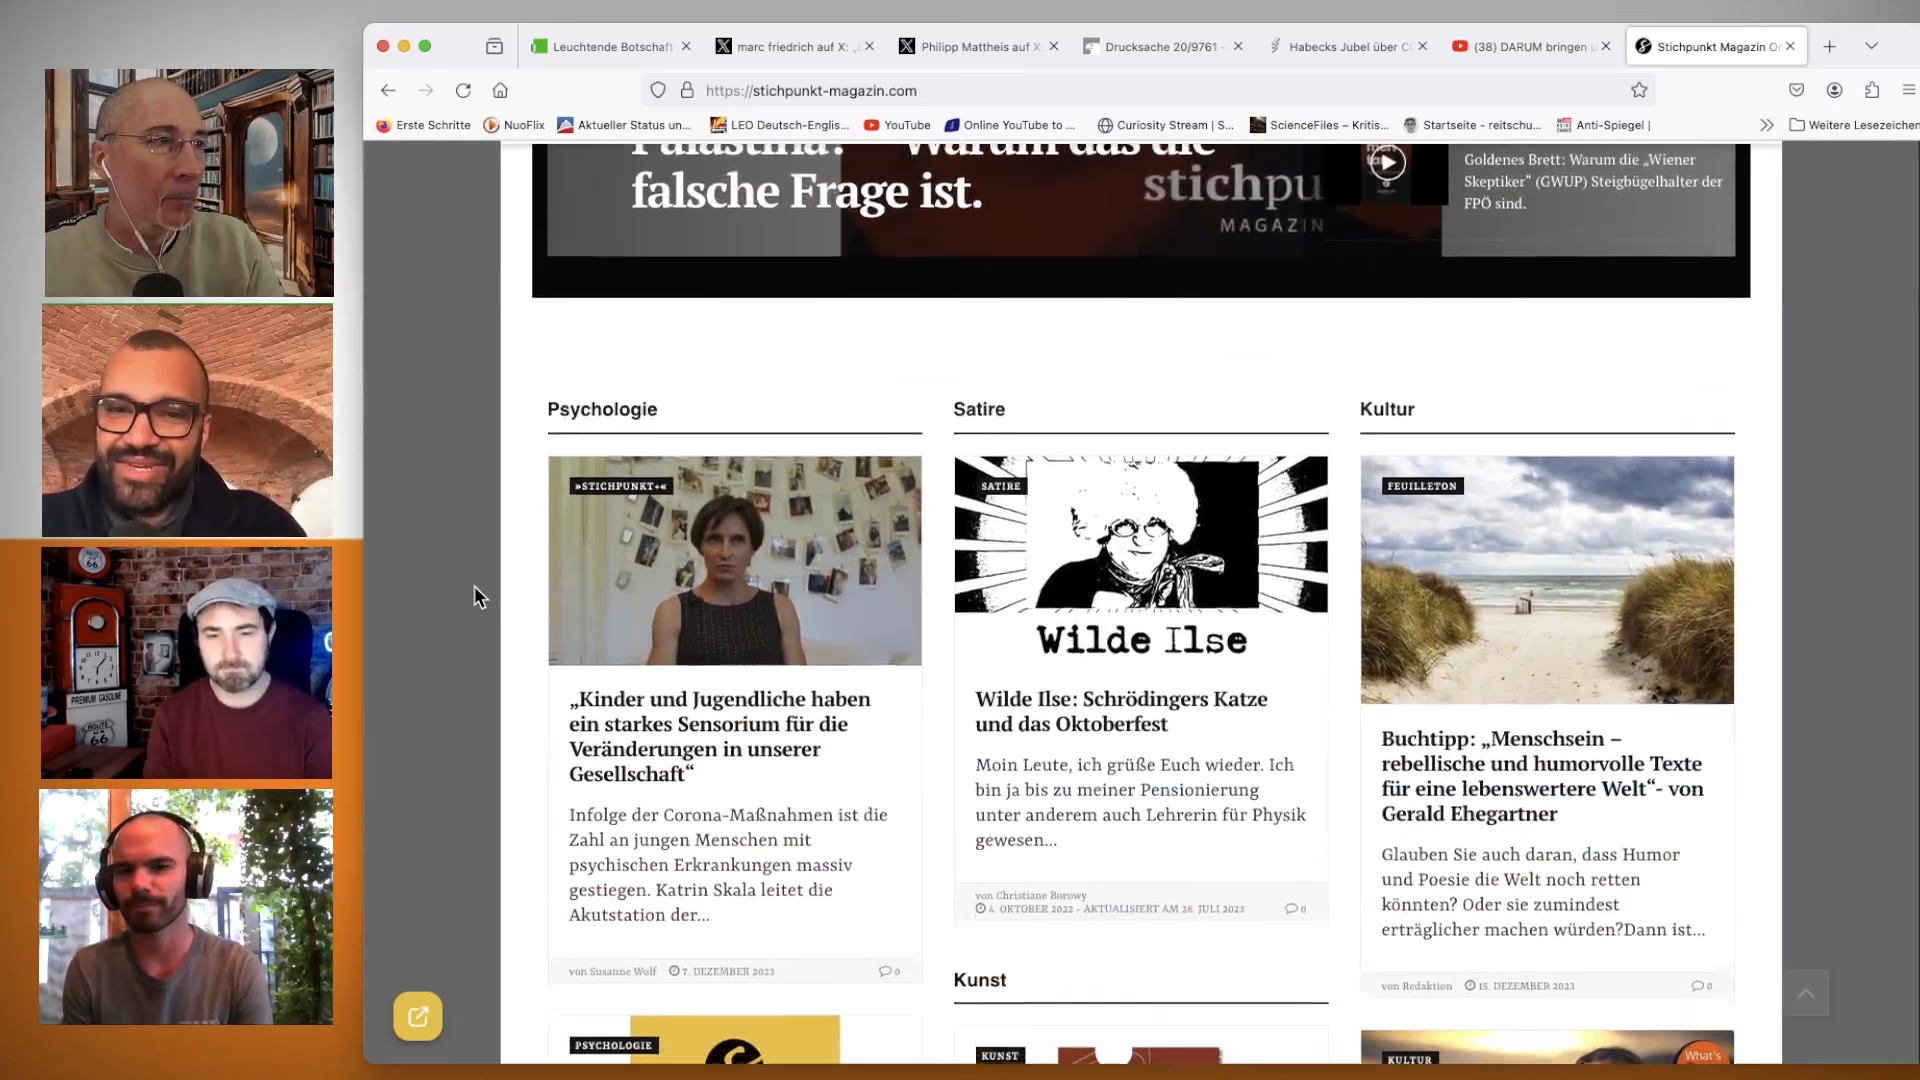 Leuchtende Botschaft
marc friedrich auf X: „
Philipp Mattheis auf X
Drucksache 20/9761 -
Habecks Jubel über C
(38) DARUM bringen u
Stichpunkt Magazin O
https://stichpunkt-magazin.com
Erste Schritte
NuoFlix
Aktueller Status un...
LEO Deutsch-Englis...
YouTube
Online YouTube to ...
Curiosity Stream | S...
ScienceFiles – Kritis...
Startseite - reitschu...
Anti-Spiegel |
Weitere Lesezeichen
falsche Frage ist.
stichpu
MAGAZIN
Goldenes Brett: Warum die „Wiener
Skeptiker“ (GWUP) Steigbügelhalter der
FPÖ sind.
Psychologie
»STICHPUNKT+«
„Kinder und Jugendliche haben
ein starkes Sensorium für die
Veränderungen in unserer
Gesellschaft“
Infolge der Corona-Maßnahmen ist die
Zahl an jungen Menschen mit
psychischen Erkrankungen massiv
gestiegen. Katrin Skala leitet die
Akutstation der...
von Susanne Wolf 7. DEZEMBER 2023 0
PSYCHOLOGIE
Satire
SATIRE
Wilde Ilse
Wilde Ilse: Schrödingers Katze
und das Oktoberfest
Moin Leute, ich grüße Euch wieder. Ich
bin ja bis zu meiner Pensionierung
unter anderem auch Lehrerin für Physik
gewesen...
von Christiane Borowy
4. OKTOBER 2022 - AKTUALISIERT AM 26. JULI 2023 0
Kunst
KUNST
Kultur
FEUILLETON
Buchtipp: „Menschsein –
rebellische und humorvolle Texte
für eine lebenswertere Welt“- von
Gerald Ehegartner
Glauben Sie auch daran, dass Humor
und Poesie die Welt noch retten
könnten? Oder sie zumindest
erträglicher machen würden?Dann ist...
von Redaktion 15. DEZEMBER 2023 0
KULTUR
What's
66
PREMIUM GASOLINE
ROUTE
66